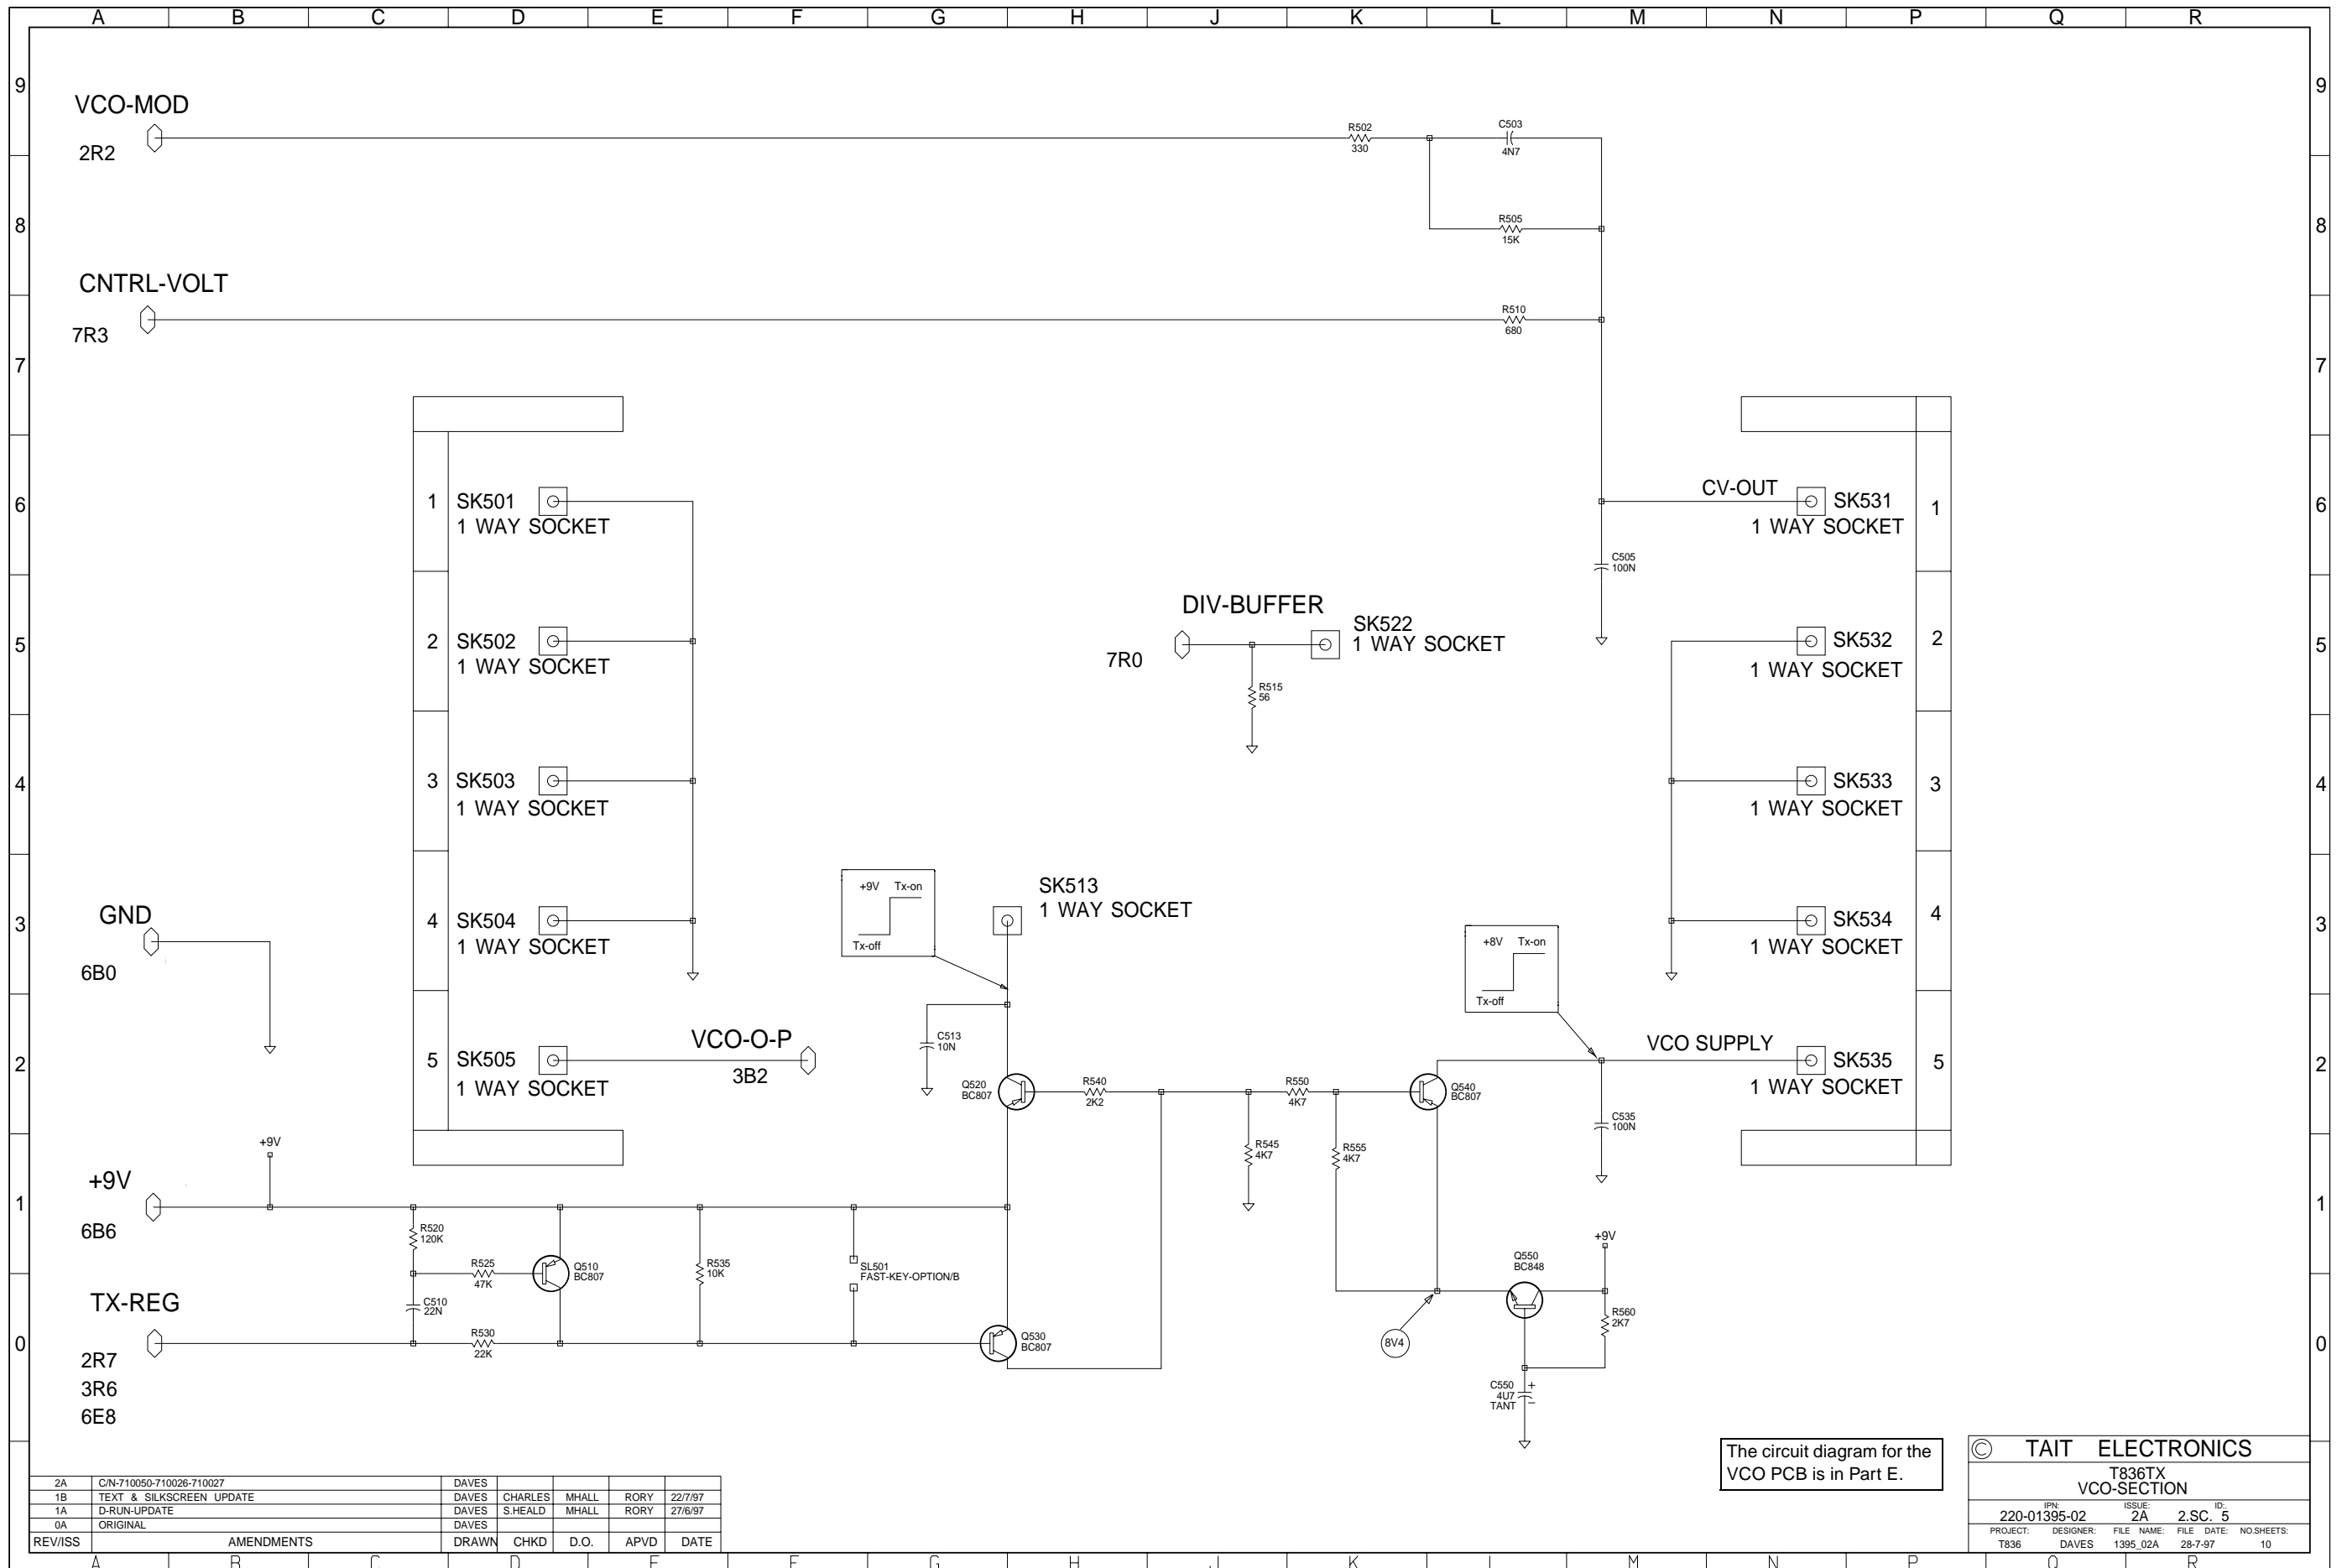 A B C D E F G H J K L M N P Q R
9 9
VCO-MOD
2R2
R502
330
C503
4N7
8 8
R505
15K
CNTRL-VOLT
7R3
R510
680
7 7
6 6
1 SK501
1 WAY SOCKET
CV-OUT
SK531 1
1 WAY SOCKET
C505
100N
DIV-BUFFER
7R0
SK522
1 WAY SOCKET
R515
56
5 5
2 SK502
1 WAY SOCKET
SK532 2
1 WAY SOCKET
4 4
3 SK503
1 WAY SOCKET
SK533 3
1 WAY SOCKET
+9V Tx-on
Tx-off
SK513
1 WAY SOCKET
3 3
GND
6B0
4 SK504
1 WAY SOCKET
SK534 4
1 WAY SOCKET
+8V Tx-on
Tx-off
2 2
5 SK505
1 WAY SOCKET
VCO-O-P
3B2
C513
10N
Q520
BC807
R540
2K2
R550
4K7
Q540
BC807
VCO SUPPLY
SK535 5
1 WAY SOCKET
C535
100N
R545
4K7
R555
4K7
+9V
+9V
6B6
1 1
R520
120K
R525
47K
Q510
BC807
R535
10K
SL501
FAST-KEY-OPTION/B
C510
22N
TX-REG
R530
22K
Q530
BC807
0 0
2R7
3R6
6E8
+9V
Q550
BC848
R560
2K7
8V4
C550
4U7
TANT
+
−
The circuit diagram for the
VCO PCB is in Part E.
© TAIT ELECTRONICS
T836TX
VCO-SECTION
IPN: ISSUE: ID:.
220-01395-02 2A 2.SC. 5
PROJECT: DESIGNER: FILE NAME: FILE DATE: NO.SHEETS:
T836 DAVES 1395_02A 28-7-97 10
2A C/N-710050-710026-710027 DAVES
1B TEXT & SILKSCREEN UPDATE DAVES CHARLES MHALL RORY 22/7/97
1A D-RUN-UPDATE DAVES S.HEALD MHALL RORY 27/6/97
0A ORIGINAL DAVES
REV/ISS AMENDMENTS DRAWN CHKD D.O. APVD DATE
A B C D E F G H J K L M N P Q R